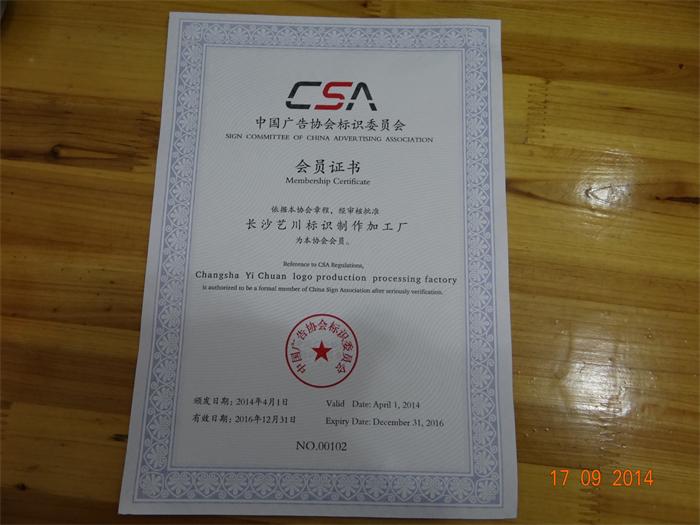 CSA
中国广告协会标识委员会
SIGN COMMITTEE OF CHINA ADVERTISING ASSOCIATION
会员证书
Membership Certificate
依据本协会章程，经审核批准
长沙艺川标识制作加工厂
为本协会会员。
Reference to CSA Regulations,
Changsha Yi Chuan logo production processing factory
is authorized to be a formal member of China Sign Association after seriously verification.
中国广告协会标识委员会
颁发日期：2014年4月1日 Valid Date: April 1, 2014
有效日期：2016年12月31日 Expiry Date: December 31, 2016
NO.00102
17 09 2014